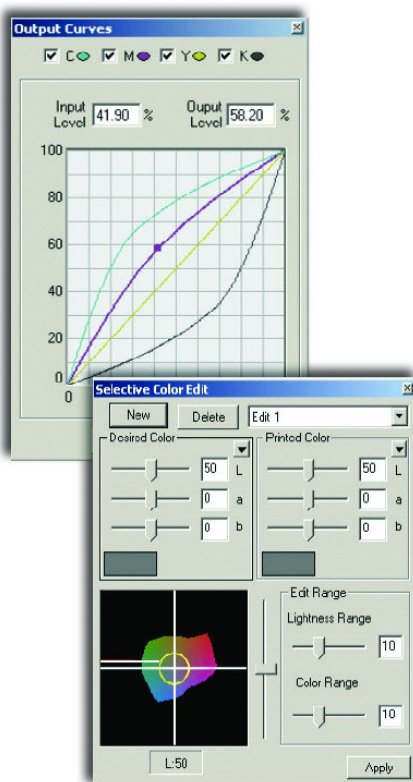 Output Curves
C M Y K
Input Level 41.90 %
Ouput Level 58.20 %
100
80
60
40
20
0
0
Selective Color Edit
New Delete Edit 1
Desired Color
50 L
0 a
0 b
Printed Color
50 L
0 a
0 b
L:50
Edit Range
Lightness Range
10
Color Range
10
Apply